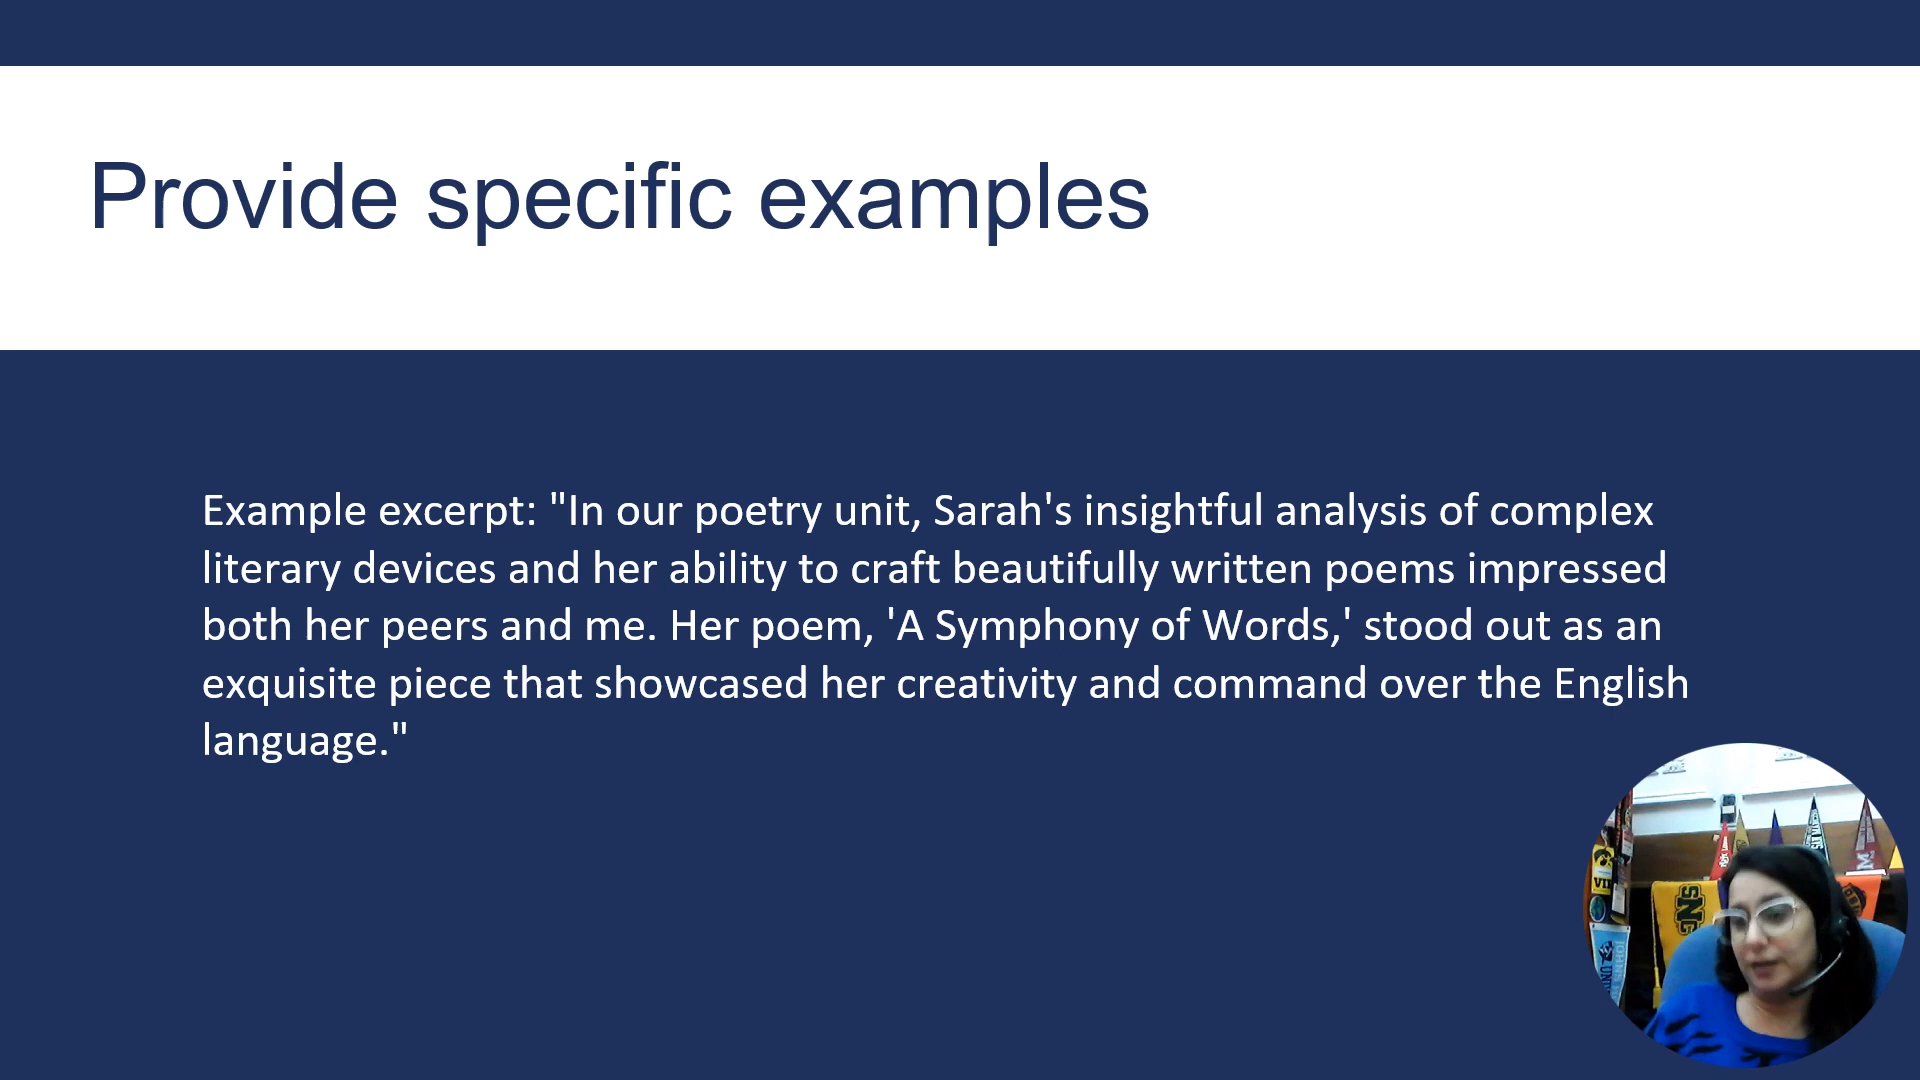 Provide specific examples
Example excerpt: "In our poetry unit, Sarah's insightful analysis of complex
literary devices and her ability to craft beautifully written poems impressed
both her peers and me. Her poem, 'A Symphony of Words,' stood out as an
exquisite piece that showcased her creativity and command over the English
language."
VII
M